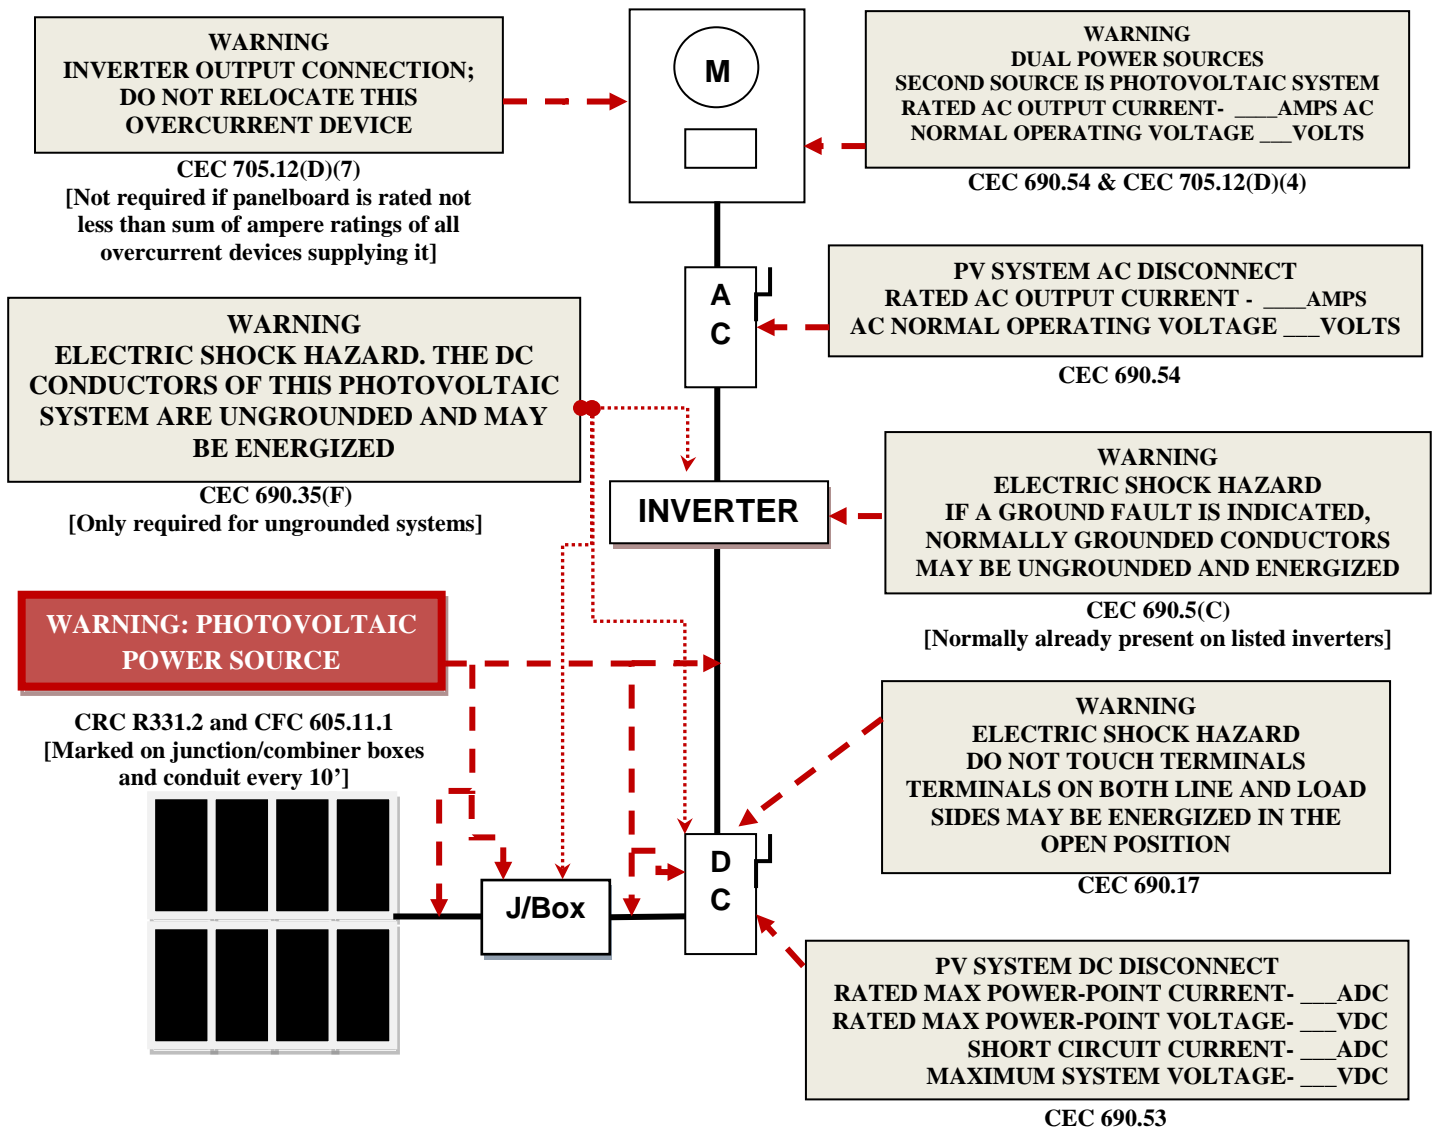 WARNING
INVERTER OUTPUT CONNECTION;
DO NOT RELOCATE THIS
OVERCURRENT DEVICE
CEC 705.12(D)(7)
[Not required if panelboard is rated not
less than sum of ampere ratings of all
overcurrent devices supplying it]
M
WARNING
DUAL POWER SOURCES
SECOND SOURCE IS PHOTOVOLTAIC SYSTEM
RATED AC OUTPUT CURRENT- ____AMPS AC
NORMAL OPERATING VOLTAGE ___VOLTS
CEC 690.54 & CEC 705.12(D)(4)
A
C
PV SYSTEM AC DISCONNECT
RATED AC OUTPUT CURRENT - ____AMPS
AC NORMAL OPERATING VOLTAGE ___VOLTS
CEC 690.54
WARNING
ELECTRIC SHOCK HAZARD. THE DC
CONDUCTORS OF THIS PHOTOVOLTAIC
SYSTEM ARE UNGROUNDED AND MAY
BE ENERGIZED
CEC 690.35(F)
[Only required for ungrounded systems]
INVERTER
WARNING
ELECTRIC SHOCK HAZARD
IF A GROUND FAULT IS INDICATED,
NORMALLY GROUNDED CONDUCTORS
MAY BE UNGROUNDED AND ENERGIZED
CEC 690.5(C)
[Normally already present on listed inverters]
WARNING: PHOTOVOLTAIC
POWER SOURCE
CRC R331.2 and CFC 605.11.1
[Marked on junction/combiner boxes
and conduit every 10’]
WARNING
ELECTRIC SHOCK HAZARD
DO NOT TOUCH TERMINALS
TERMINALS ON BOTH LINE AND LOAD
SIDES MAY BE ENERGIZED IN THE
OPEN POSITION
CEC 690.17
J/Box
D
C
PV SYSTEM DC DISCONNECT
RATED MAX POWER-POINT CURRENT- ___ADC
RATED MAX POWER-POINT VOLTAGE- ___VDC
SHORT CIRCUIT CURRENT- ___ADC
MAXIMUM SYSTEM VOLTAGE- ___VDC
CEC 690.53